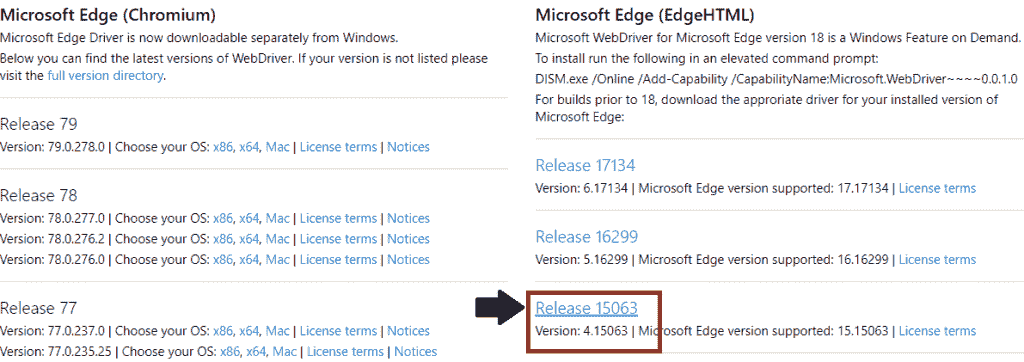 Microsoft Edge (Chromium)
Microsoft Edge Driver is now downloadable separately from Windows.
Below you can find the latest versions of WebDriver. If your version is not listed please
visit the full version directory.
Release 79
Version: 79.0.278.0 | Choose your OS: x86, x64, Mac | License terms | Notices
Release 78
Version: 78.0.277.0 | Choose your OS: x86, x64, Mac | License terms | Notices
Version: 78.0.276.2 | Choose your OS: x86, x64, Mac | License terms | Notices
Version: 78.0.276.0 | Choose your OS: x86, x64, Mac | License terms | Notices
Release 77
Version: 77.0.237.0 | Choose your OS: x86, x64, Mac | License terms | Notices
Version: 77.0.235.25 | Choose your OS: x86, x64, Mac | License terms | Notices
Microsoft Edge (EdgeHTML)
Microsoft WebDriver for Microsoft Edge version 18 is a Windows Feature on Demand.
To install run the following in an elevated command prompt:
DISM.exe /Online /Add-Capability /CapabilityName:Microsoft.WebDriver~~~~0.0.1.0
For builds prior to 18, download the approriate driver for your installed version of
Microsoft Edge:
Release 17134
Version: 6.17134 | Microsoft Edge version supported: 17.17134 | License terms
Release 16299
Version: 5.16299 | Microsoft Edge version supported: 16.16299 | License terms
Release 15063
Version: 4.15063 | Microsoft Edge version supported: 15.15063 | License terms